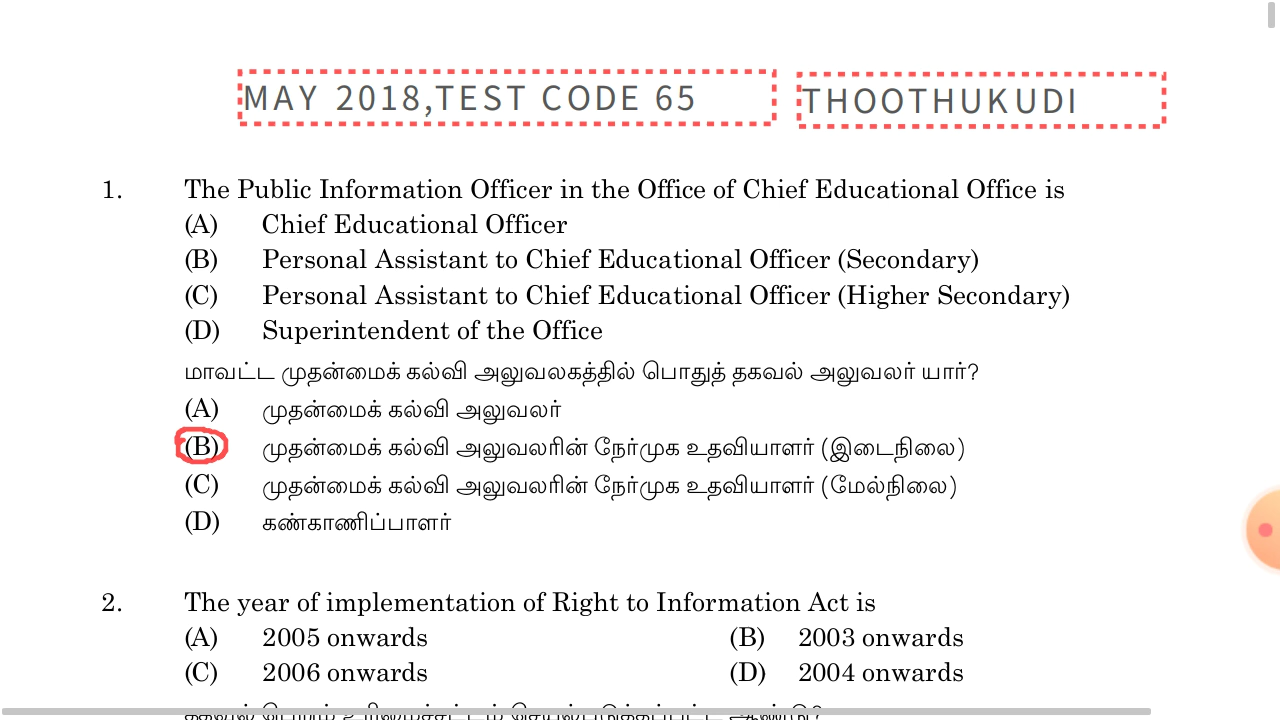 MAY 2018,TEST CODE 65 THOOTHUKUDI
1. The Public Information Officer in the Office of Chief Educational Office is
(A) Chief Educational Officer
(B) Personal Assistant to Chief Educational Officer (Secondary)
(C) Personal Assistant to Chief Educational Officer (Higher Secondary)
(D) Superintendent of the Office
மாவட்ட முதன்மைக் கல்வி அலுவலகத்தில் பொதுத் தகவல் அலுவலர் யார்?
(A) முதன்மைக் கல்வி அலுவலர்
(B) முதன்மைக் கல்வி அலுவலரின் நேர்முக உதவியாளர் (இடைநிலை)
(C) முதன்மைக் கல்வி அலுவலரின் நேர்முக உதவியாளர் (மேல்நிலை)
(D) கண்காணிப்பாளர்
2. The year of implementation of Right to Information Act is
(A) 2005 onwards (B) 2003 onwards
(C) 2006 onwards (D) 2004 onwards